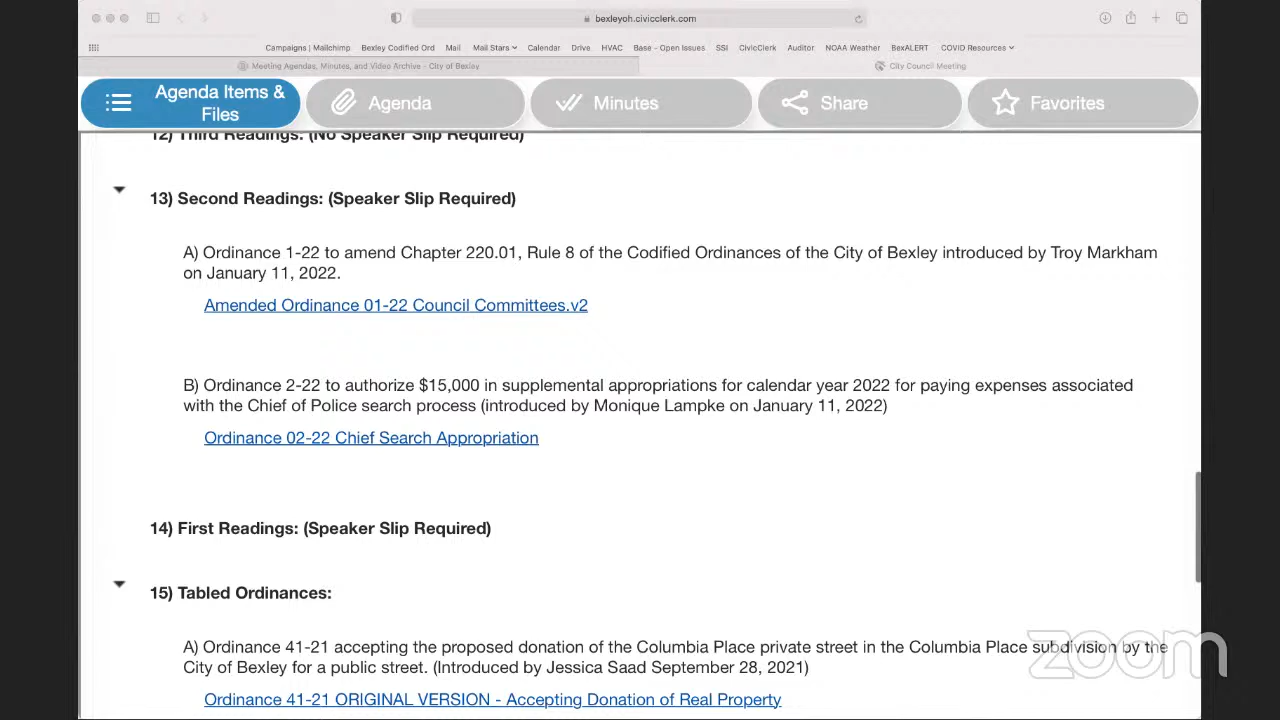 bexleyoh.civicclerk.com
Campaigns | Mailchimp Bexley Codified Ord Mail Mail Stars Calendar Drive HVAC Base - Open Issues SSI CivicClerk Auditor NOAA Weather BexALERT COVID Resources
Meeting Agendas, Minutes, and Video Archive - City of Bexley City Council Meeting
Agenda Items & Files Agenda Minutes Share Favorites
12) Third Readings: (No Speaker Slip Required)
13) Second Readings: (Speaker Slip Required)
A) Ordinance 1-22 to amend Chapter 220.01, Rule 8 of the Codified Ordinances of the City of Bexley introduced by Troy Markham
on January 11, 2022.
Amended Ordinance 01-22 Council Committees.v2
B) Ordinance 2-22 to authorize $15,000 in supplemental appropriations for calendar year 2022 for paying expenses associated
with the Chief of Police search process (introduced by Monique Lampke on January 11, 2022)
Ordinance 02-22 Chief Search Appropriation
14) First Readings: (Speaker Slip Required)
15) Tabled Ordinances:
A) Ordinance 41-21 accepting the proposed donation of the Columbia Place private street in the Columbia Place subdivision by the
City of Bexley for a public street. (Introduced by Jessica Saad September 28, 2021)
zoom
Ordinance 41-21 ORIGINAL VERSION - Accepting Donation of Real Property